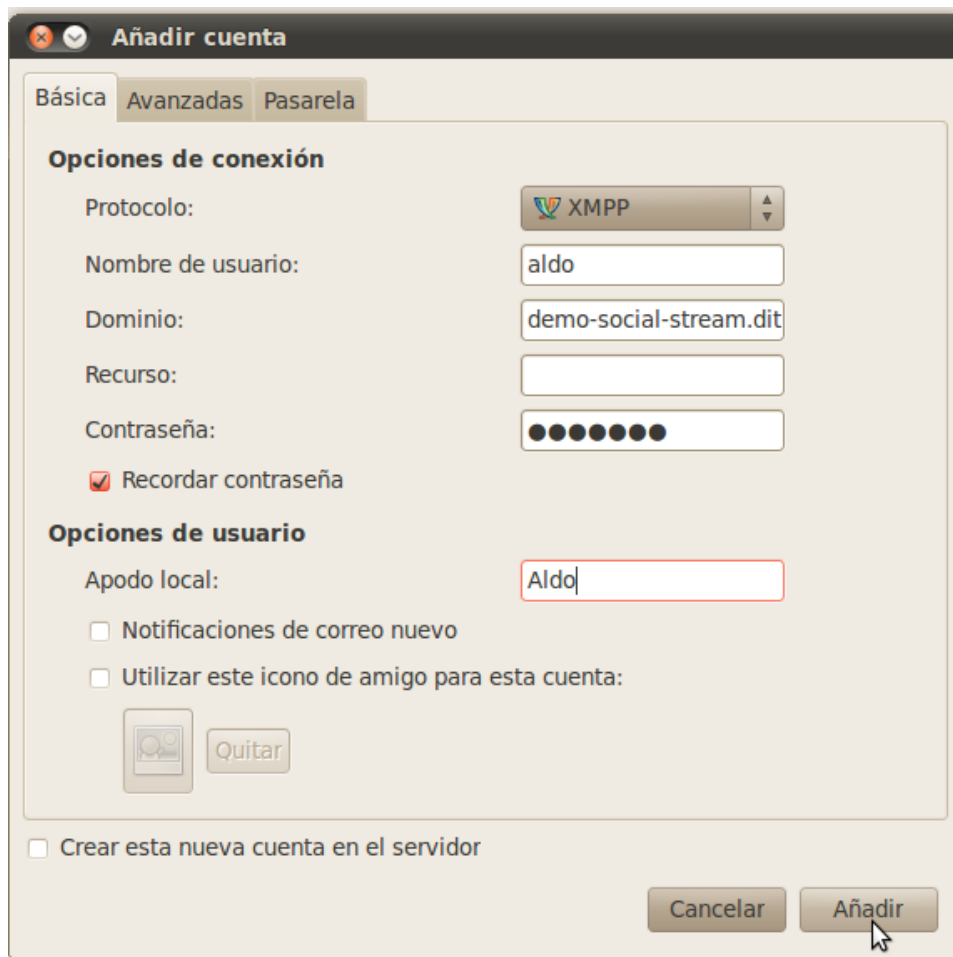 Añadir cuenta
Básica Avanzadas Pasarela
Opciones de conexión
Protocolo: XMPP
Nombre de usuario: aldo
Dominio: demo-social-stream.dit
Recurso:
Contraseña: ●●●●●●●
Recordar contraseña
Opciones de usuario
Apodo local: Aldo
Notificaciones de correo nuevo
Utilizar este icono de amigo para esta cuenta:
Quitar
Crear esta nueva cuenta en el servidor
Cancelar Añadir